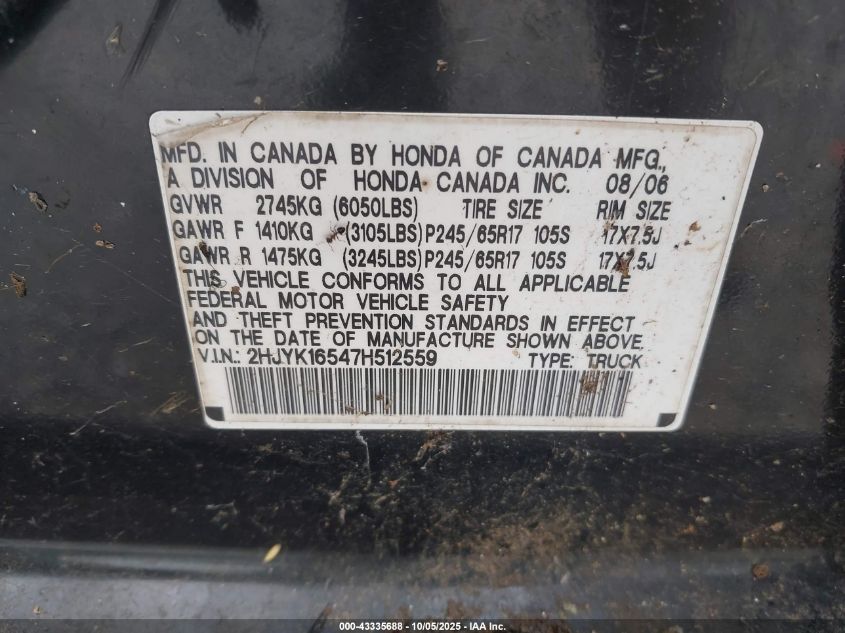 MFD. IN CANADA BY HONDA OF CANADA MFG.,
A DIVISION OF HONDA CANADA INC. 08/06
GVWR 2745KG (6050LBS) TIRE SIZE RIM SIZE
GAWR F 1410KG (3105LBS) P245/65R17 105S 17X7.5J
GAWR R 1475KG (3245LBS) P245/65R17 105S 17X7.5J
THIS VEHICLE CONFORMS TO ALL APPLICABLE
FEDERAL MOTOR VEHICLE SAFETY
AND THEFT PREVENTION STANDARDS IN EFFECT
ON THE DATE OF MANUFACTURE SHOWN ABOVE.
V.I.N.: 2HJYK16547H512559 TYPE: TRUCK
000-43335688 - 10/05/2025 - IAA Inc.